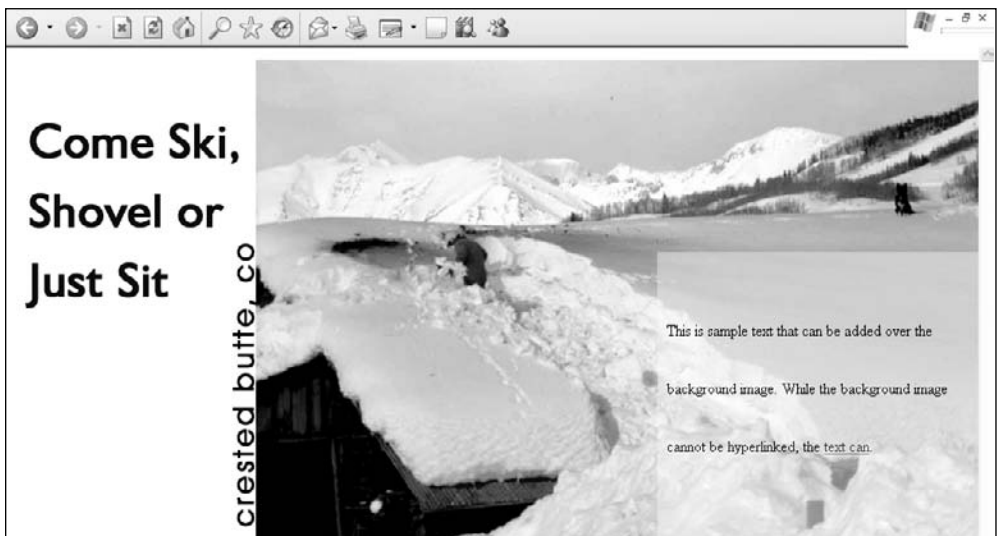 Come Ski,
Shovel or
Just Sit
crested butte, co
This is sample text that can be added over the
background image. While the background image
cannot be hyperlinked, the text can.